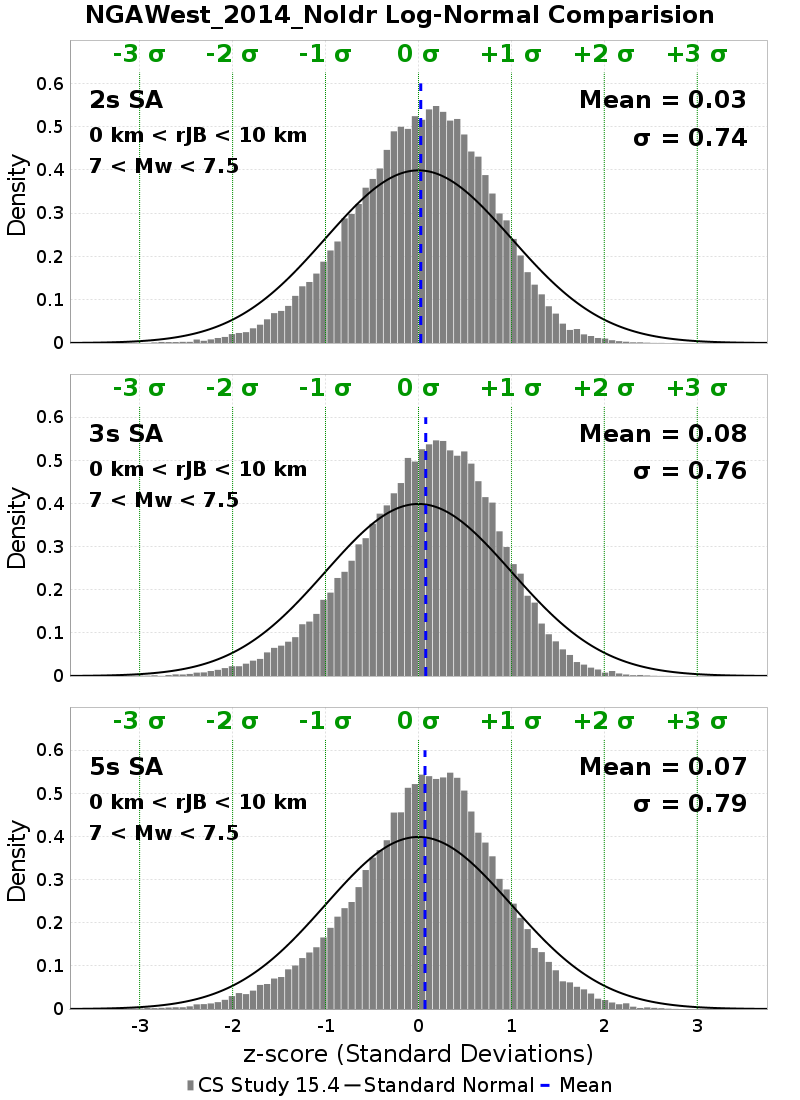 NGAWest_2014_NoIdr Log-Normal Comparision
-3 σ -2 σ -1 σ 0 σ +1 σ +2 σ +3 σ
0.6
2s SA Mean = 0.03
0.5
0 km < rJB < 10 km σ = 0.74
7 < Mw < 7.5
0.4
Density
0.3
0.2
0.1
0
-3 σ -2 σ -1 σ 0 σ +1 σ +2 σ +3 σ
0.6
3s SA Mean = 0.08
0.5
0 km < rJB < 10 km σ = 0.76
7 < Mw < 7.5
0.4
Density
0.3
0.2
0.1
0
-3 σ -2 σ -1 σ 0 σ +1 σ +2 σ +3 σ
0.6
5s SA Mean = 0.07
0.5
0 km < rJB < 10 km σ = 0.79
7 < Mw < 7.5
0.4
Density
0.3
0.2
0.1
0
-3 -2 -1 0 1 2 3
z-score (Standard Deviations)
CS Study 15.4 Standard Normal Mean